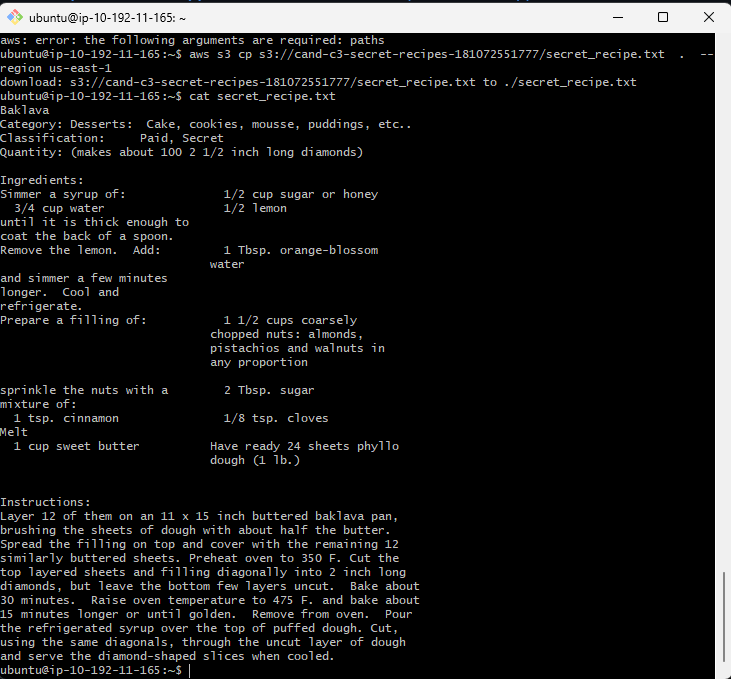 ubuntu@ip-10-192-11-165: ~
aws: error: the following arguments are required: paths
ubuntu@ip-10-192-11-165:~$ aws s3 cp s3://cand-c3-secret-recipes-181072551777/secret_recipe.txt  .  --
region us-east-1
download: s3://cand-c3-secret-recipes-181072551777/secret_recipe.txt to ./secret_recipe.txt
ubuntu@ip-10-192-11-165:~$ cat secret_recipe.txt
Baklava
Category: Desserts:  Cake, cookies, mousse, puddings, etc..
Classification:     Paid, Secret
Quantity: (makes about 100 2 1/2 inch long diamonds)

Ingredients:
Simmer a syrup of:              1/2 cup sugar or honey
  3/4 cup water                 1/2 lemon
until it is thick enough to
coat the back of a spoon.
Remove the lemon.  Add:         1 Tbsp. orange-blossom
                              water
and simmer a few minutes
longer.  Cool and
refrigerate.
Prepare a filling of:           1 1/2 cups coarsely
                              chopped nuts: almonds,
                              pistachios and walnuts in
                              any proportion

sprinkle the nuts with a        2 Tbsp. sugar
mixture of:
  1 tsp. cinnamon               1/8 tsp. cloves
Melt
  1 cup sweet butter          Have ready 24 sheets phyllo
                              dough (1 lb.)


Instructions:
Layer 12 of them on an 11 x 15 inch buttered baklava pan,
brushing the sheets of dough with about half the butter.
Spread the filling on top and cover with the remaining 12
similarly buttered sheets. Preheat oven to 350 F. Cut the
top layered sheets and filling diagonally into 2 inch long
diamonds, but leave the bottom few layers uncut.  Bake about
30 minutes.  Raise oven temperature to 475 F. and bake about
15 minutes longer or until golden.  Remove from oven.  Pour
the refrigerated syrup over the top of puffed dough. Cut,
using the same diagonals, through the uncut layer of dough
and serve the diamond-shaped slices when cooled.
ubuntu@ip-10-192-11-165:~$